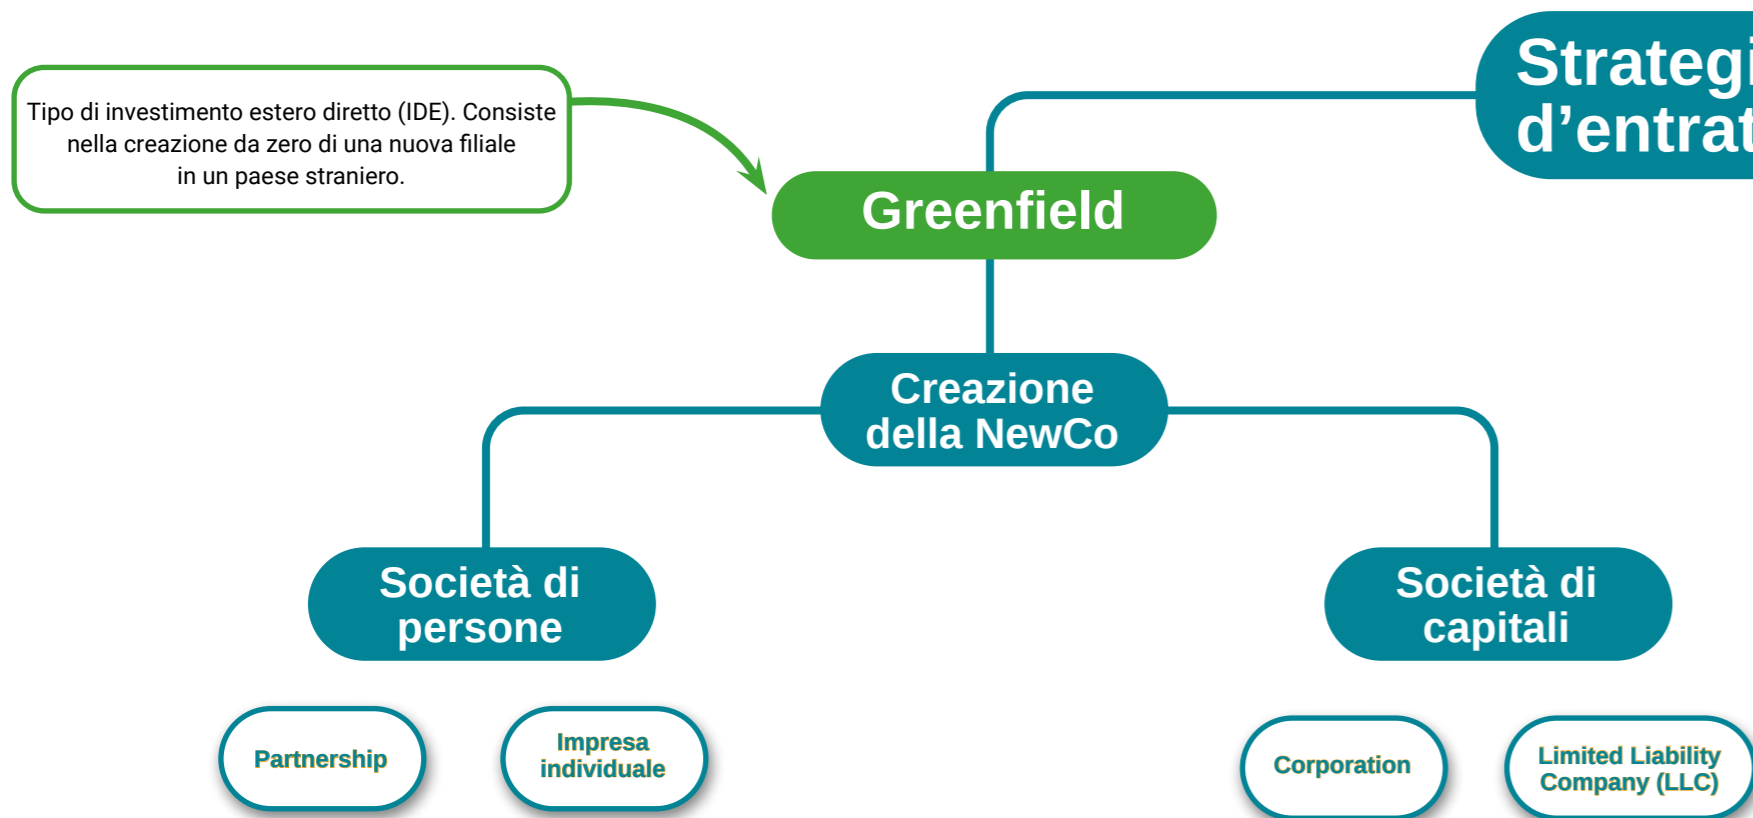 Strategi
d’entrat
Tipo di investimento estero diretto (IDE). Consiste
nella creazione da zero di una nuova filiale
in un paese straniero.
Greenfield
Creazione
della NewCo
Società di
persone
Società di
capitali
Partnership
Impresa
individuale
Corporation
Limited Liability
Company (LLC)